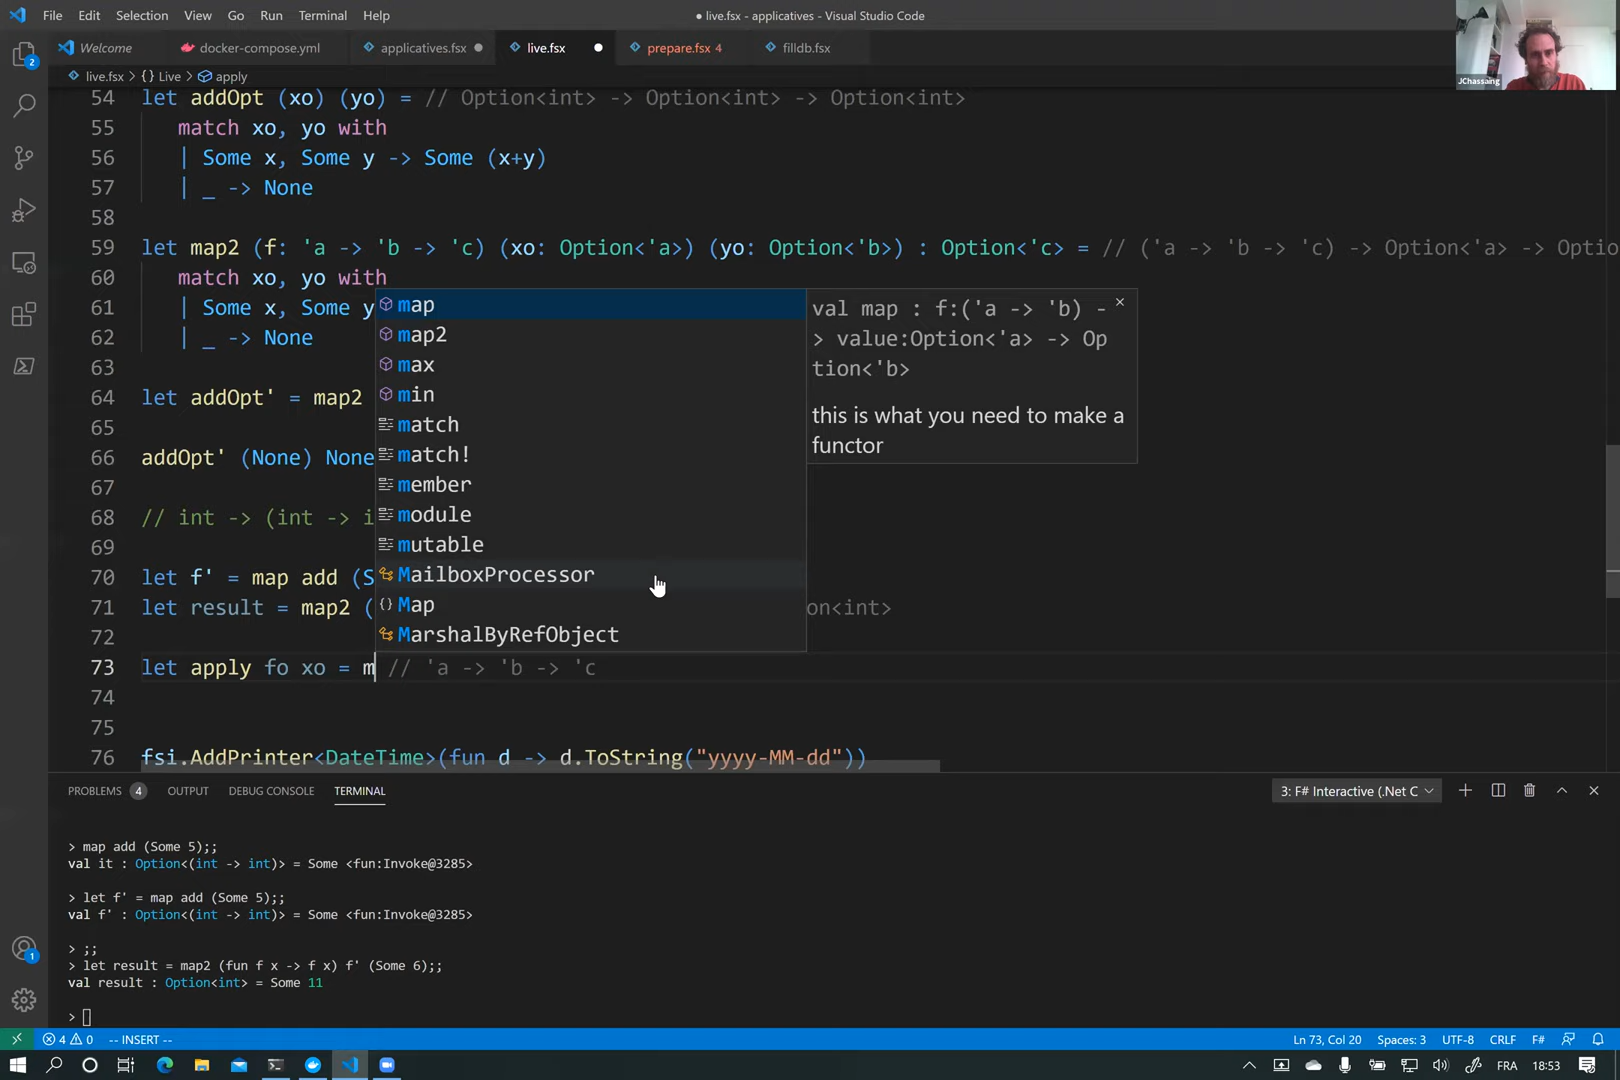 File Edit Selection View Go Run Terminal Help
● live.fsx - applicatives - Visual Studio Code
JChassaing
Welcome docker-compose.yml applicatives.fsx live.fsx prepare.fsx 4 filldb.fsx
live.fsx > {} Live > apply
54 let addOpt (xo) (yo) = // Option<int> -> Option<int> -> Option<int>
55 match xo, yo with
56 | Some x, Some y -> Some (x+y)
57 | _ -> None
58
59 let map2 (f: 'a -> 'b -> 'c) (xo: Option<'a>) (yo: Option<'b>) : Option<'c> = // ('a -> 'b -> 'c) -> Option<'a> -> Optio
60 match xo, yo with
61 | Some x, Some y
62 | _ -> None
63
64 let addOpt' = map2
65
66 addOpt' (None) None
67
68 // int -> (int -> i
69
70 let f' = map add (S
71 let result = map2 ( on<int>
72
73 let apply fo xo = m // 'a -> 'b -> 'c
74
75
76 fsi.AddPrinter<DateTime>(fun d -> d.ToString("yyyy-MM-dd"))
map
map2
max
min
match
match!
member
module
mutable
MailboxProcessor
{} Map
MarshalByRefObject
val map : f:('a -> 'b) -
> value:Option<'a> -> Op
tion<'b>
this is what you need to make a
functor
PROBLEMS 4 OUTPUT DEBUG CONSOLE TERMINAL 3: F# Interactive (.Net C
> map add (Some 5);;
val it : Option<(int -> int)> = Some <fun:Invoke@3285>
> let f' = map add (Some 5);;
val f' : Option<(int -> int)> = Some <fun:Invoke@3285>
> ;;
> let result = map2 (fun f x -> f x) f' (Some 6);;
val result : Option<int> = Some 11
>
2
1
4 0 -- INSERT -- Ln 73, Col 20 Spaces: 3 UTF-8 CRLF F#
FRA 18:53